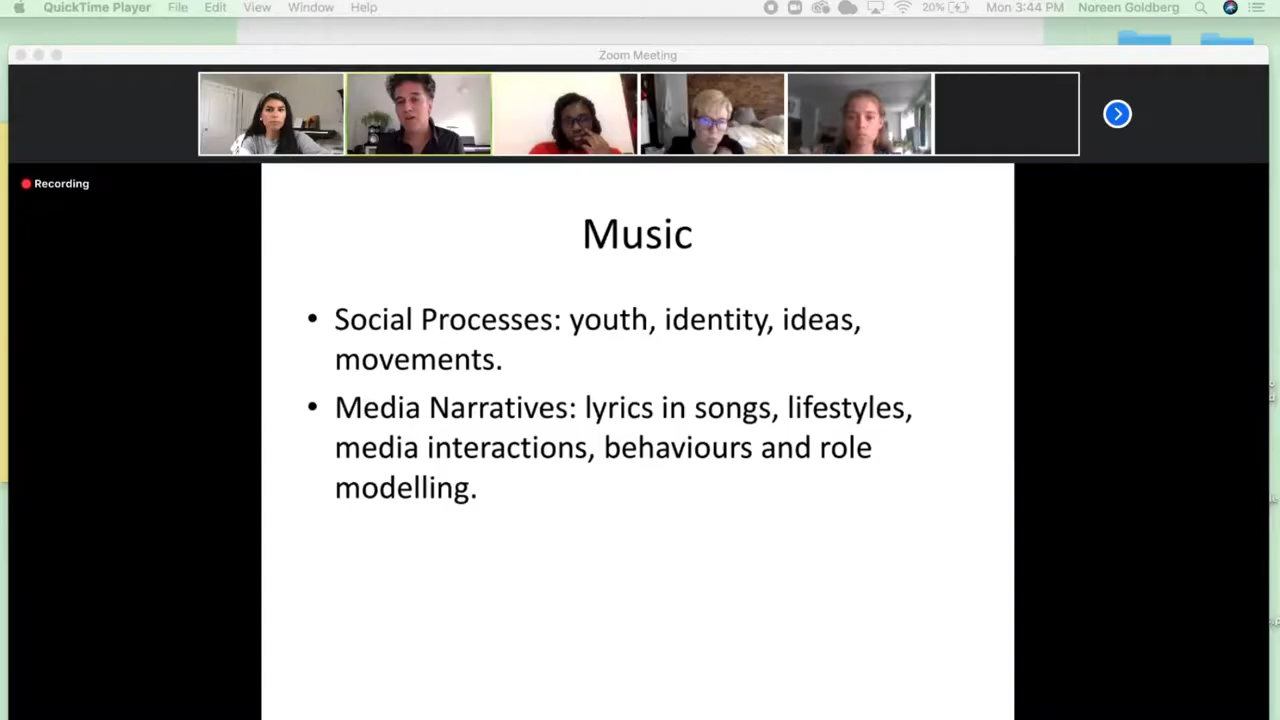 QuickTime Player File Edit View Window Help 20% Mon 3:44 PM Noreen Goldberg
Zoom Meeting
Recording
Music
• Social Processes: youth, identity, ideas,
movements.
• Media Narratives: lyrics in songs, lifestyles,
media interactions, behaviours and role
modelling.